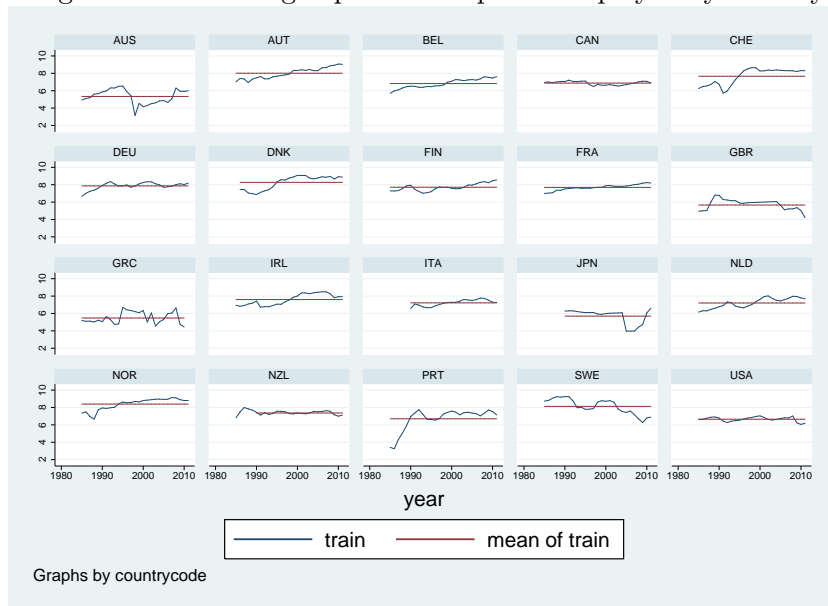 AUS AUT BEL CAN CHE
2 4 6 8 10
DEU DNK FIN FRA GBR
2 4 6 8 10
GRC IRL ITA JPN NLD
2 4 6 8 10
NOR NZL PRT SWE USA
2 4 6 8 10
1980 1990 2000 2010 1980 1990 2000 2010 1980 1990 2000 2010 1980 1990 2000 2010 1980 1990 2000 2010
year
train mean of train
Graphs by countrycode